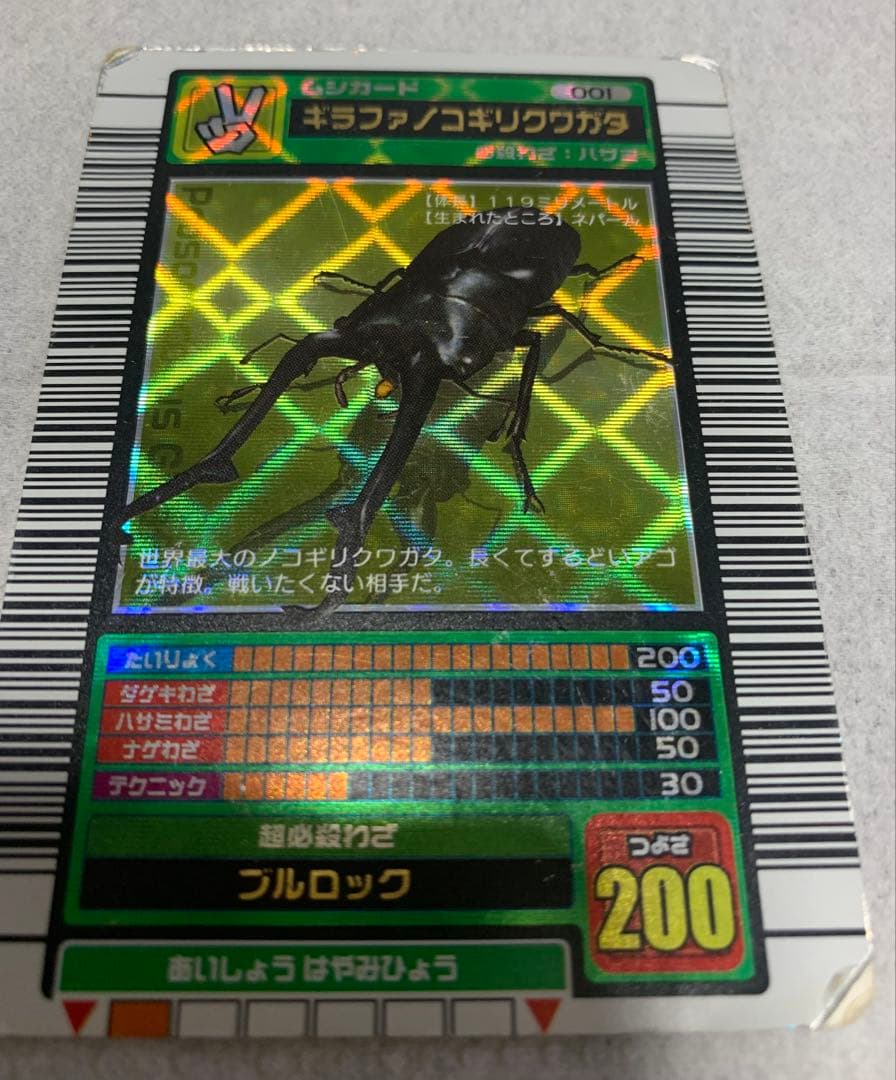 ムシカード 001
ギラファノコギリクワガタ
必殺わざ：ハサミ
【体長】119ミリメートル
【生まれたところ】ネパール
世界最大のノコギリクワガタ。長くてするどいアゴ
が特徴。戦いたくない相手だ。
たいりょく 200
ダゲキわざ 50
ハサミわざ 100
ナゲわざ 50
テクニック 30
超必殺わざ
ブルロック
つよさ
200
あいしょう はやみひょう